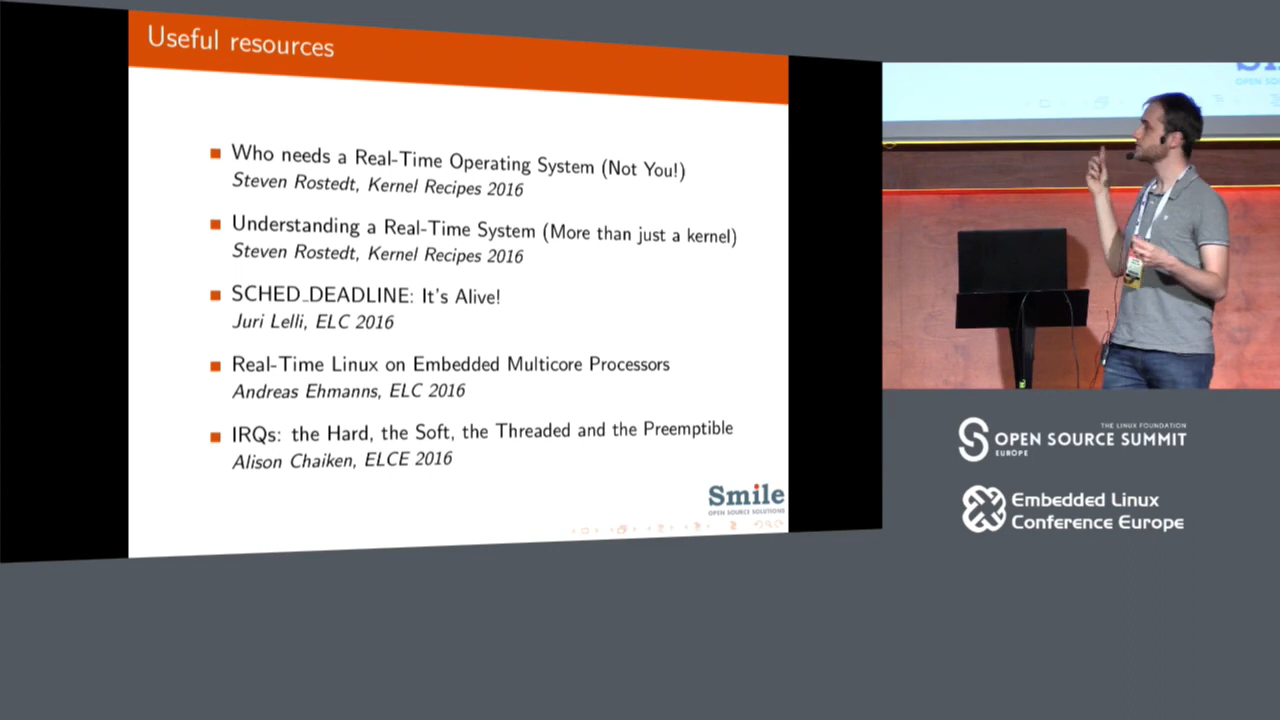 Useful resources
Who needs a Real-Time Operating System (Not You!)
Steven Rostedt, Kernel Recipes 2016
Understanding a Real-Time System (More than just a kernel)
Steven Rostedt, Kernel Recipes 2016
SCHED_DEADLINE: It's Alive!
Juri Lelli, ELC 2016
Real-Time Linux on Embedded Multicore Processors
Andreas Ehmanns, ELC 2016
IRQs: the Hard, the Soft, the Threaded and the Preemptible
Alison Chaiken, ELCE 2016
Smile
OPEN SOURCE SOLUTIONS
THE LINUX FOUNDATION
OPEN SOURCE SUMMIT
EUROPE
Embedded Linux
Conference Europe